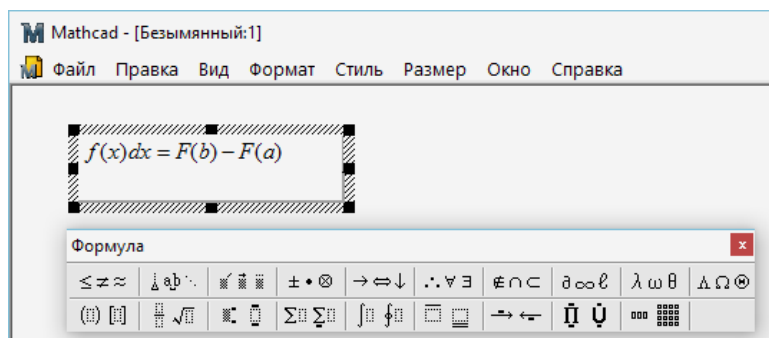 Mathcad - [Безымянный:1]
Файл Правка Вид Формат Стиль Размер Окно Справка
f(x)dx = F(b) − F(a)
Формула x
≤ ≠ ≈ ± • ⊗ → ⇔ ↓ ∴ ∀ ∃ ∉ ∩ ⊂ ∂ ∞ ℓ λ ω θ Λ Ω Θ